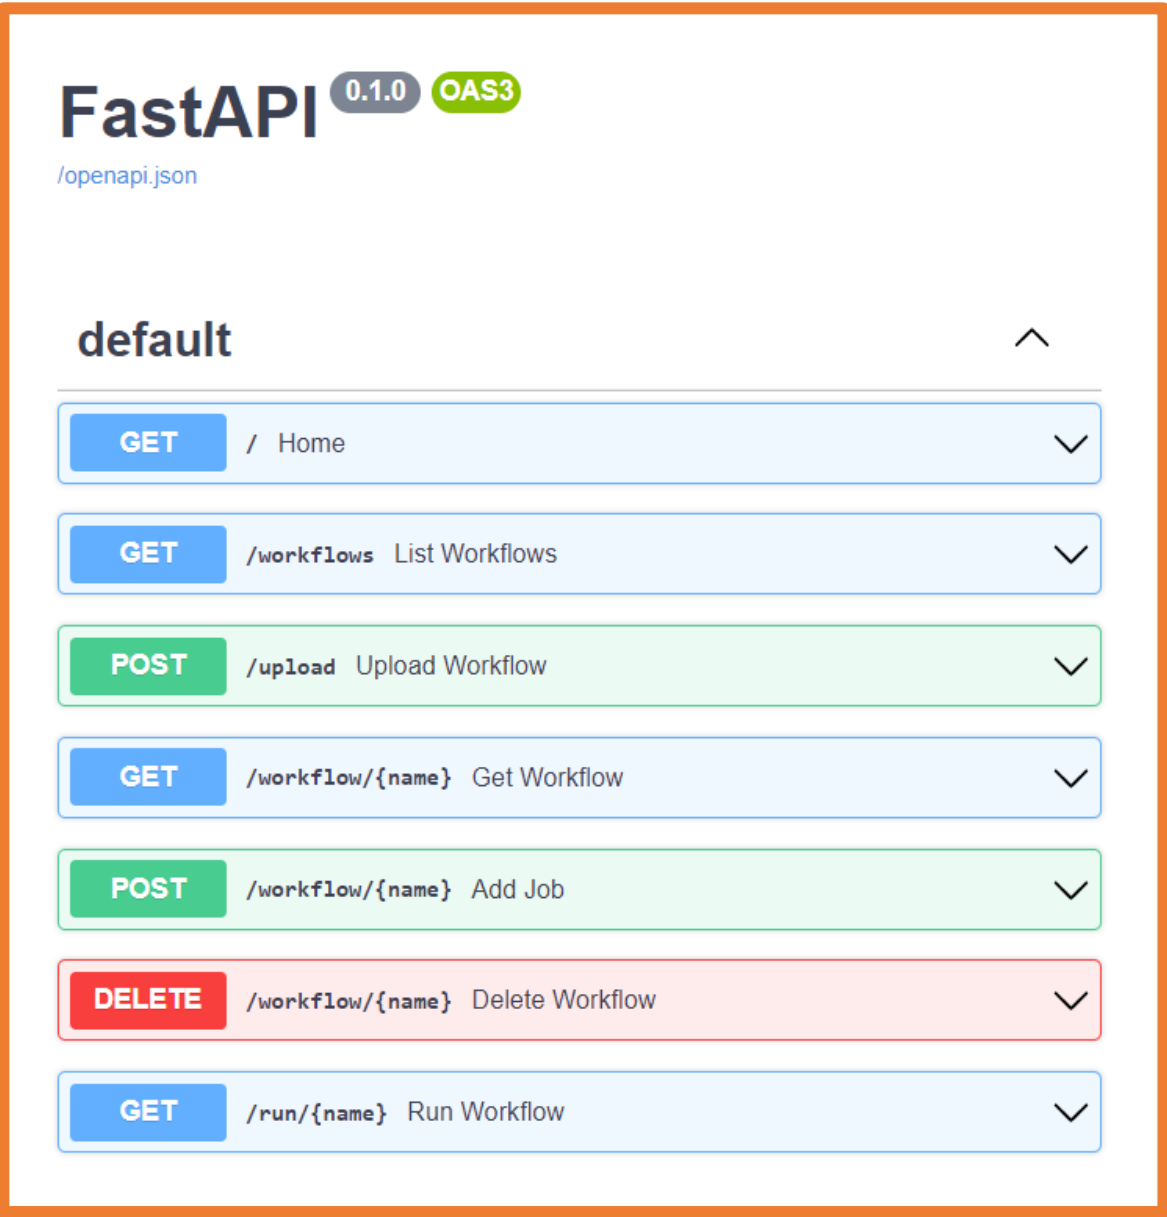 FastAPI 0.1.0 OAS3
/openapi.json
default
GET / Home
GET /workflows List Workflows
POST /upload Upload Workflow
GET /workflow/{name} Get Workflow
POST /workflow/{name} Add Job
DELETE /workflow/{name} Delete Workflow
GET /run/{name} Run Workflow